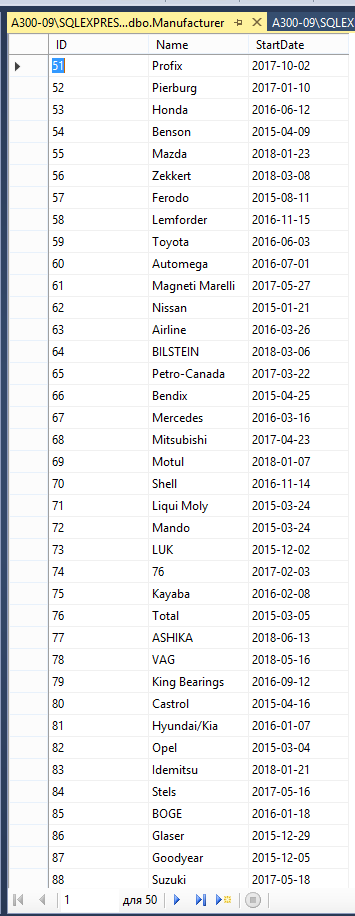 A300-09\SQLEXPRES...dbo.Manufacturer A300-09\SQLEX
ID Name StartDate
51 Profix 2017-10-02
52 Pierburg 2017-01-10
53 Honda 2016-06-12
54 Benson 2015-04-09
55 Mazda 2018-01-23
56 Zekkert 2018-03-08
57 Ferodo 2015-08-11
58 Lemforder 2016-11-15
59 Toyota 2016-06-03
60 Automega 2016-07-01
61 Magneti Marelli 2017-05-27
62 Nissan 2015-01-21
63 Airline 2016-03-26
64 BILSTEIN 2018-03-06
65 Petro-Canada 2017-03-22
66 Bendix 2015-04-25
67 Mercedes 2016-03-16
68 Mitsubishi 2017-04-23
69 Motul 2018-01-07
70 Shell 2016-11-14
71 Liqui Moly 2015-03-24
72 Mando 2015-03-24
73 LUK 2015-12-02
74 76 2017-02-03
75 Kayaba 2016-02-08
76 Total 2015-03-05
77 ASHIKA 2018-06-13
78 VAG 2018-05-16
79 King Bearings 2016-09-12
80 Castrol 2015-04-16
81 Hyundai/Kia 2016-01-07
82 Opel 2015-03-04
83 Idemitsu 2018-01-21
84 Stels 2017-05-16
85 BOGE 2016-01-18
86 Glaser 2015-12-29
87 Goodyear 2015-12-05
88 Suzuki 2017-05-18
1 для 50